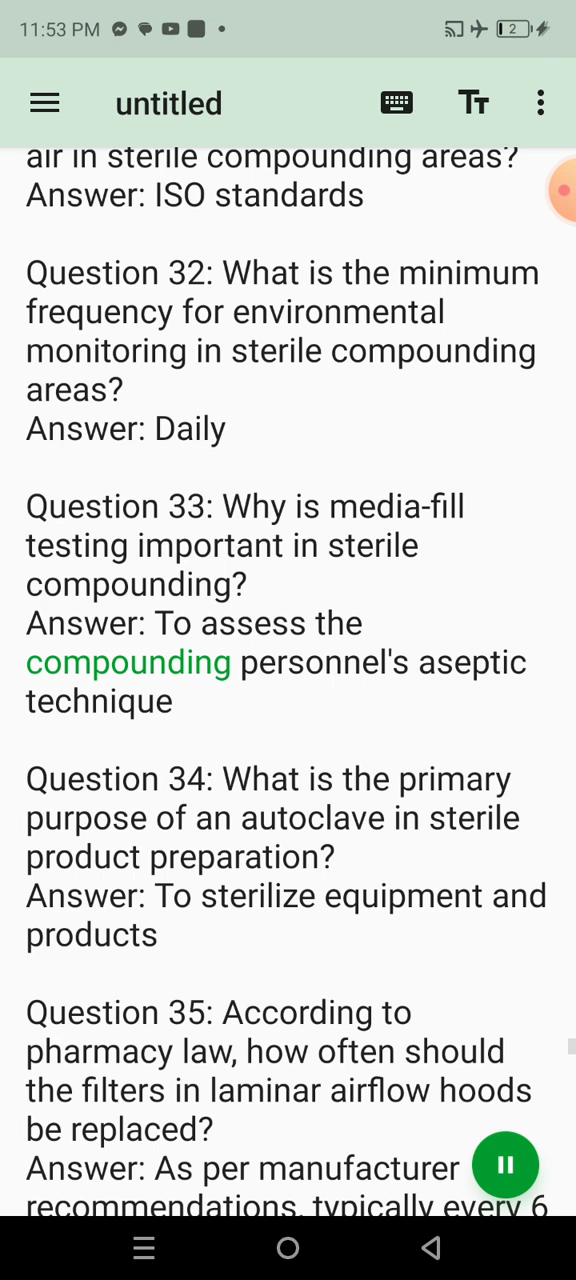 11:53 PM
2
untitled
air in sterile compounding areas?
Answer: ISO standards
Question 32: What is the minimum
frequency for environmental
monitoring in sterile compounding
areas?
Answer: Daily
Question 33: Why is media-fill
testing important in sterile
compounding?
Answer: To assess the
compounding personnel's aseptic
technique
Question 34: What is the primary
purpose of an autoclave in sterile
product preparation?
Answer: To sterilize equipment and
products
Question 35: According to
pharmacy law, how often should
the filters in laminar airflow hoods
be replaced?
Answer: As per manufacturer
recommendations, typically every 6